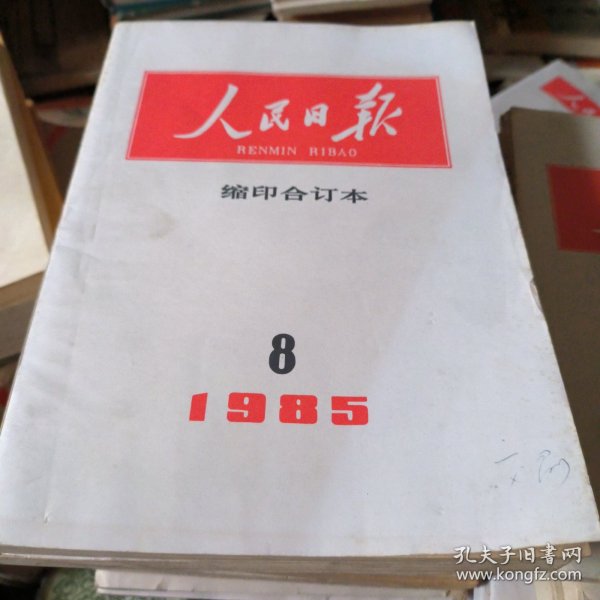 人民日报
RENMIN RIBAO
缩印合订本
8
1985
孔夫子旧书网
www.kongfz.com